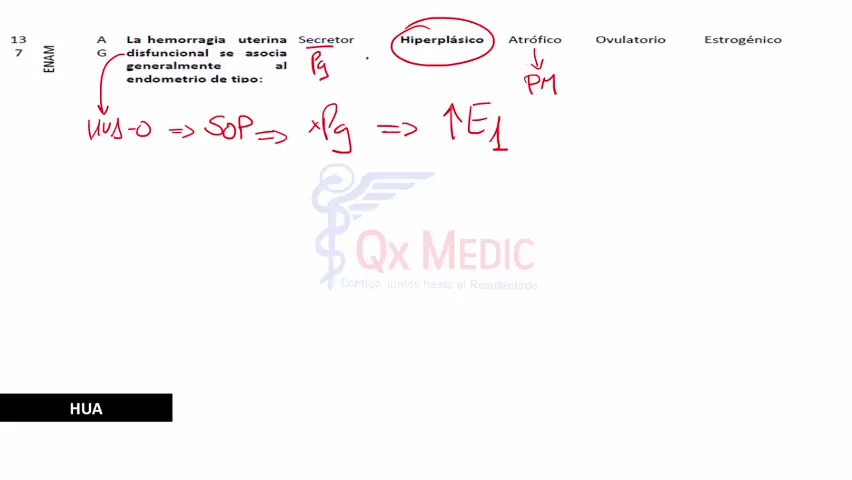 13 7 ENAM A G La hemorragia uterina disfuncional se asocia generalmente al endometrio de tipo: Secretor Hiperplásico Atrófico Ovulatorio Estrogénico
Pg
PM
HUA-O => SOP => xPg => ↑E1
Qx MEDIC
Contigo, juntos hasta el Residentado
HUA